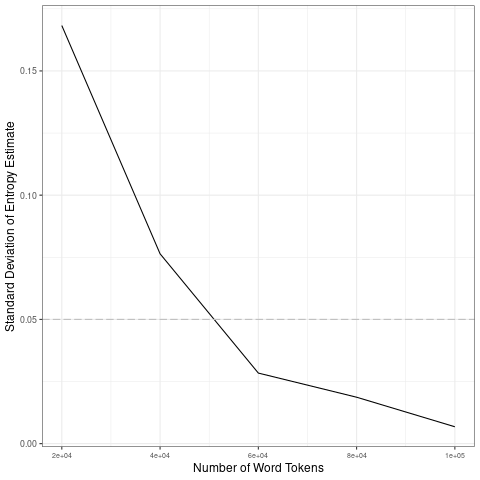 Standard Deviation of Entropy Estimate
0.15
0.10
0.05
0.00
2e+04 4e+04 6e+04 8e+04 1e+05
Number of Word Tokens